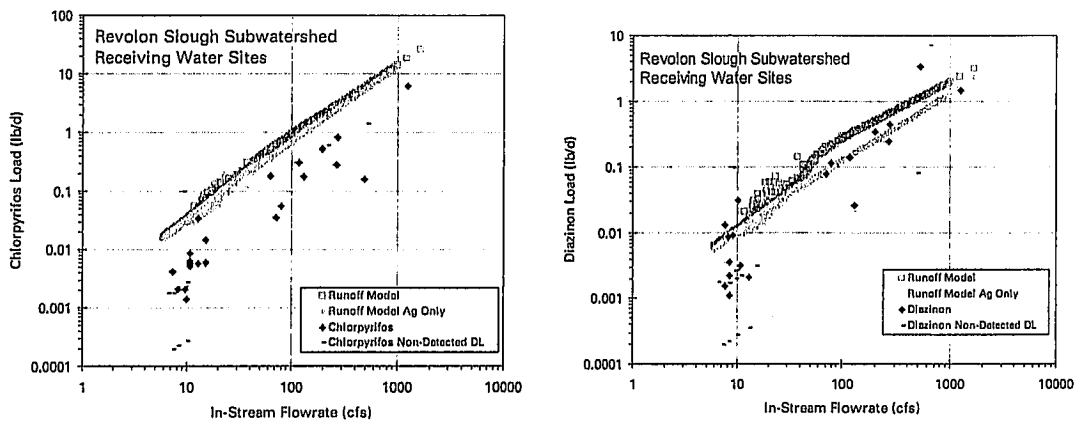 Revolon Slough Subwatershed
Receiving Water Sites
Chlorpyrifos Load (lb/d)
100
10
1
0.1
0.01
0.001
0.0001
□ Runoff Model
Runoff Model Ag Only
◆ Chlorpyrifos
- Chlorpyrifos Non-Detected DL
1 10 100 1000 10000
In-Stream Flowrate (cfs)
Revolon Slough Subwatershed
Receiving Water Sites
Diazinon Load (lb/d)
10
1
0.1
0.01
0.001
0.0001
□ Runoff Model
Runoff Model Ag Only
◆ Diazinon
- Diazinon Non-Detected DL
1 10 100 1000 10000
In-Stream Flowrate (cfs)